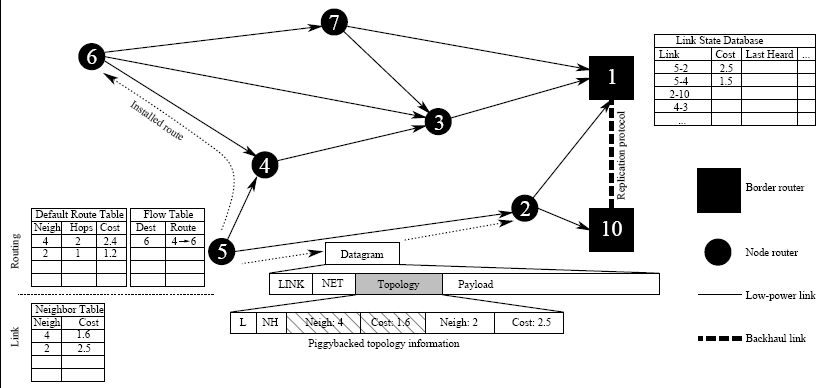 7
6
1
3
4
2
10
5
Installed route
Replication protocol
Link State Database
Link Cost Last Heard ...
5-2 2.5
5-4 1.5
2-10
4-3
...
Border router
Node router
Low-power link
Backhaul link
Routing
Default Route Table
Neigh Hops Cost
4 2 2.4
2 1 1.2
Flow Table
Dest Route
6 4→6
Link
Neighbor Table
Neigh Cost
4 1.6
2 2.5
Datagram
LINK NET Topology Payload
L NH Neigh: 4 Cost: 1.6 Neigh: 2 Cost: 2.5
Piggybacked topology information